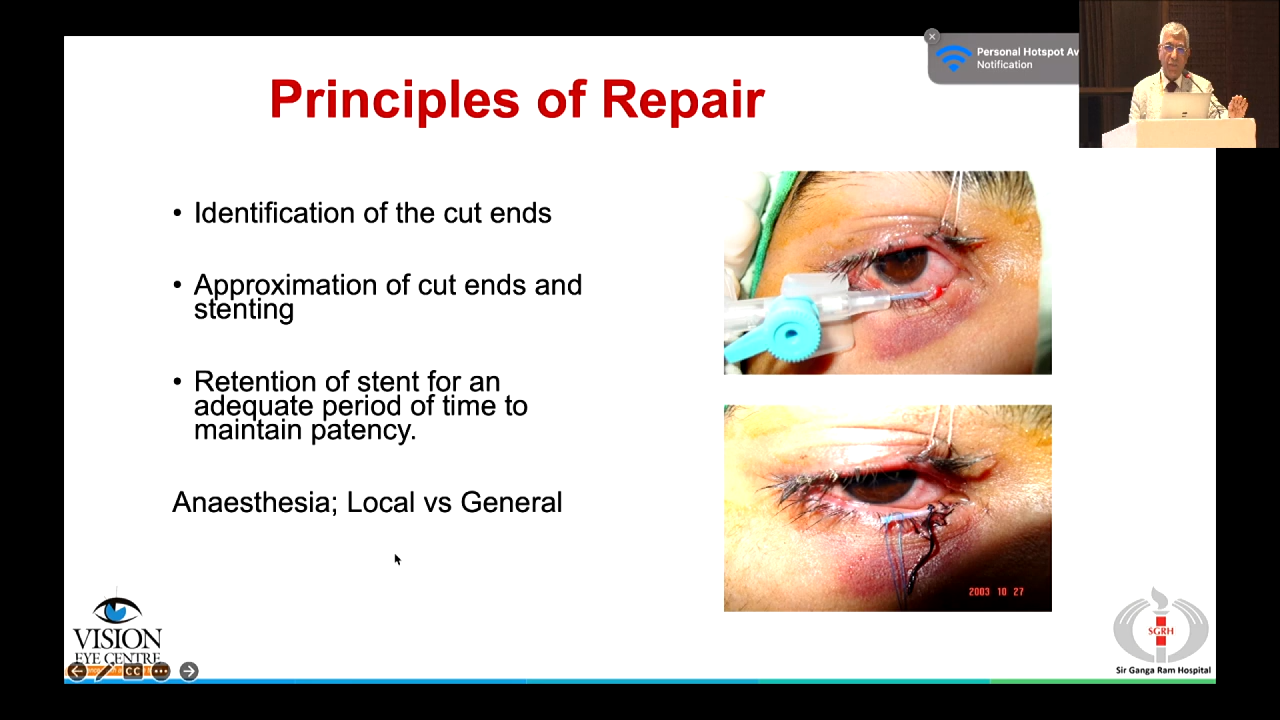 Personal Hotspot Av
Notification
Principles of Repair
• Identification of the cut ends
• Approximation of cut ends and
stenting
• Retention of stent for an
adequate period of time to
maintain patency.
Anaesthesia; Local vs General
2003 10 27
VISION
EYE CENTRE
CC
SGRH
Sir Ganga Ram Hospital